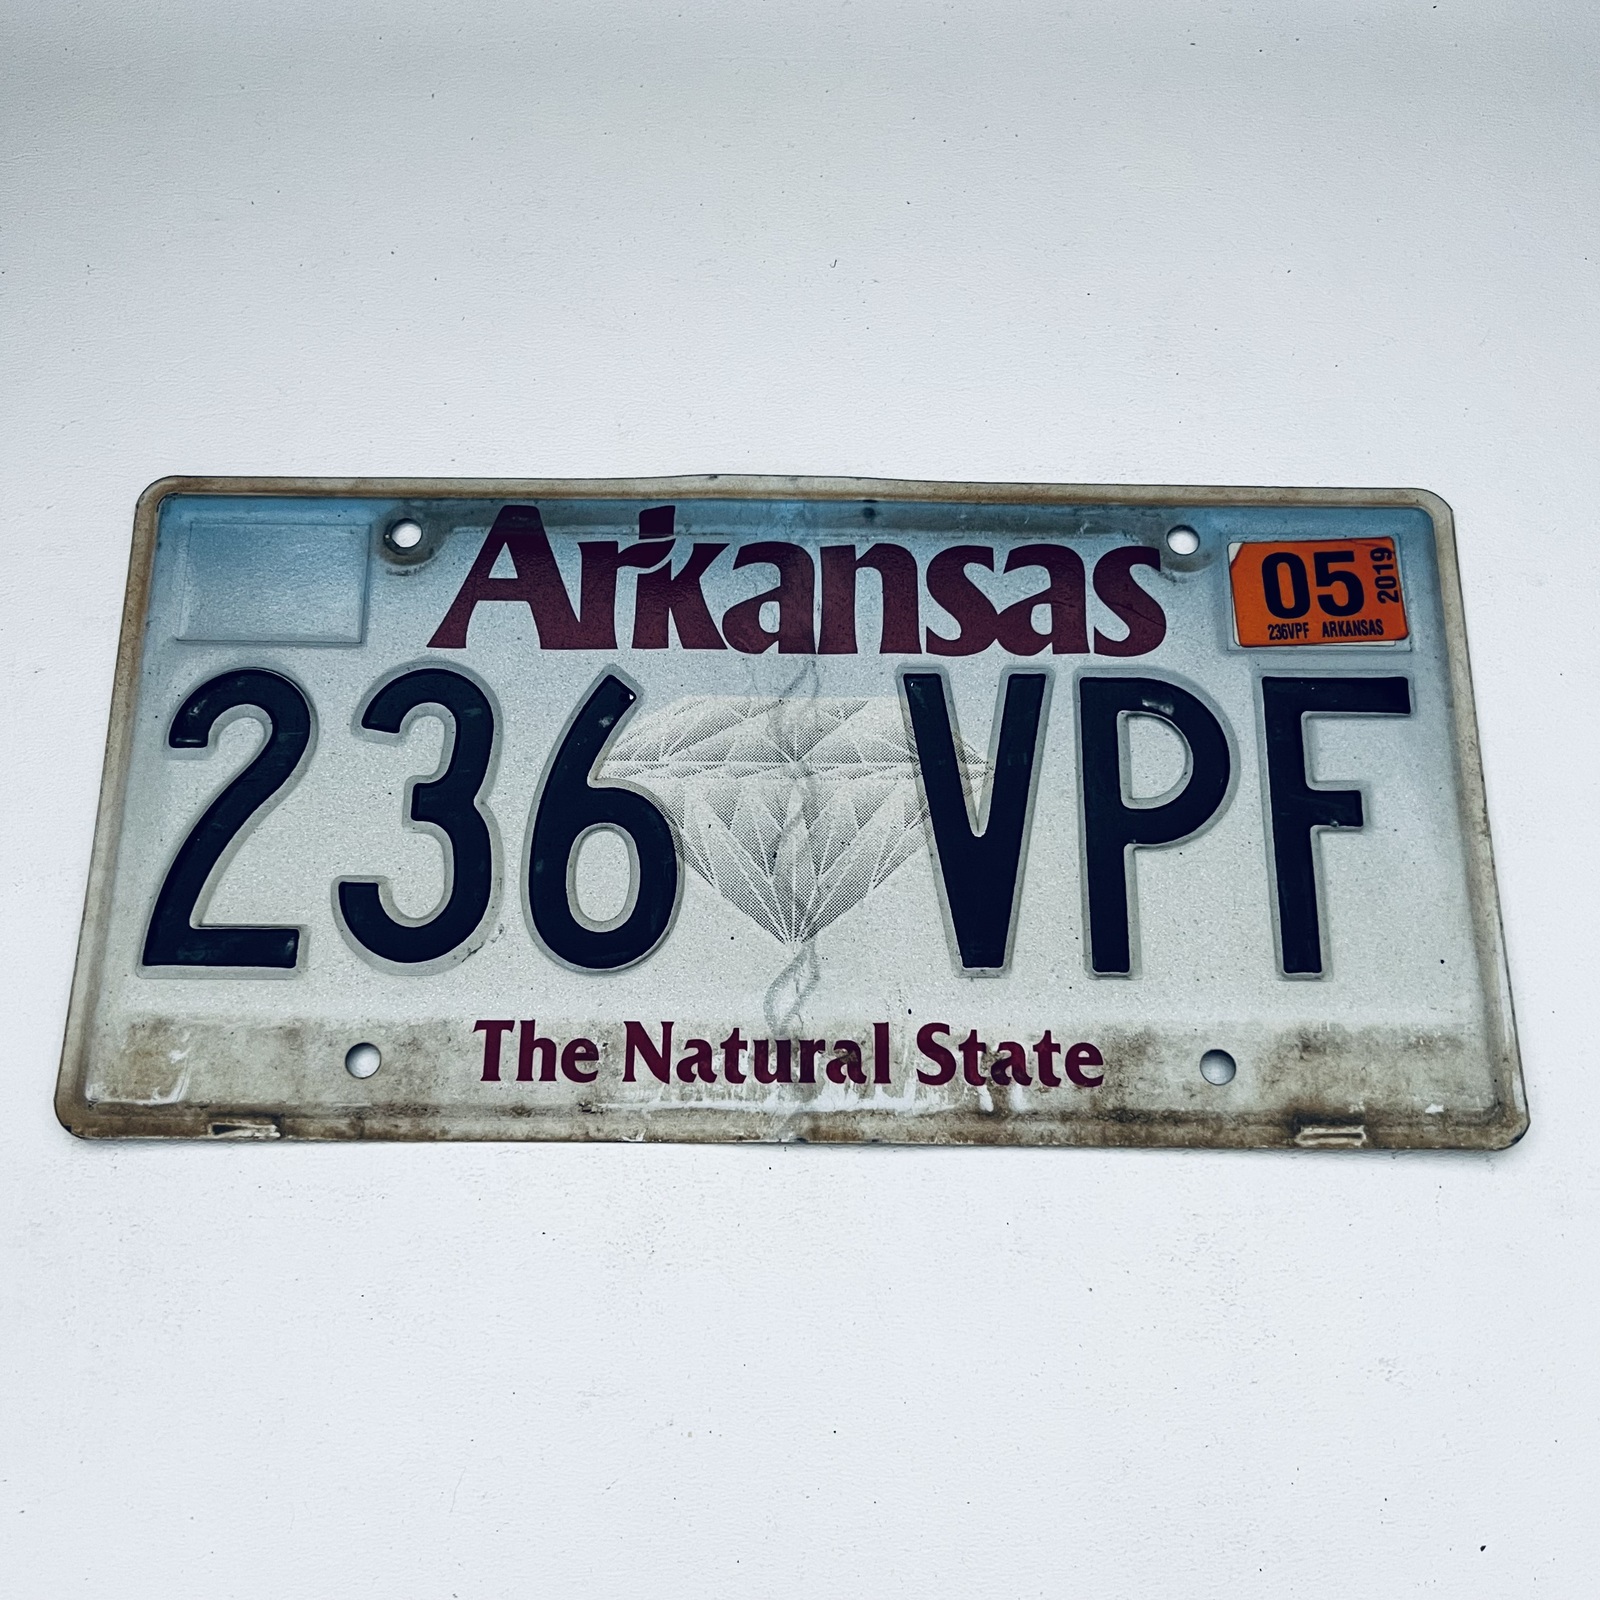 Arkansas
05 2019
236VPF ARKANSAS
236 VPF
The Natural State